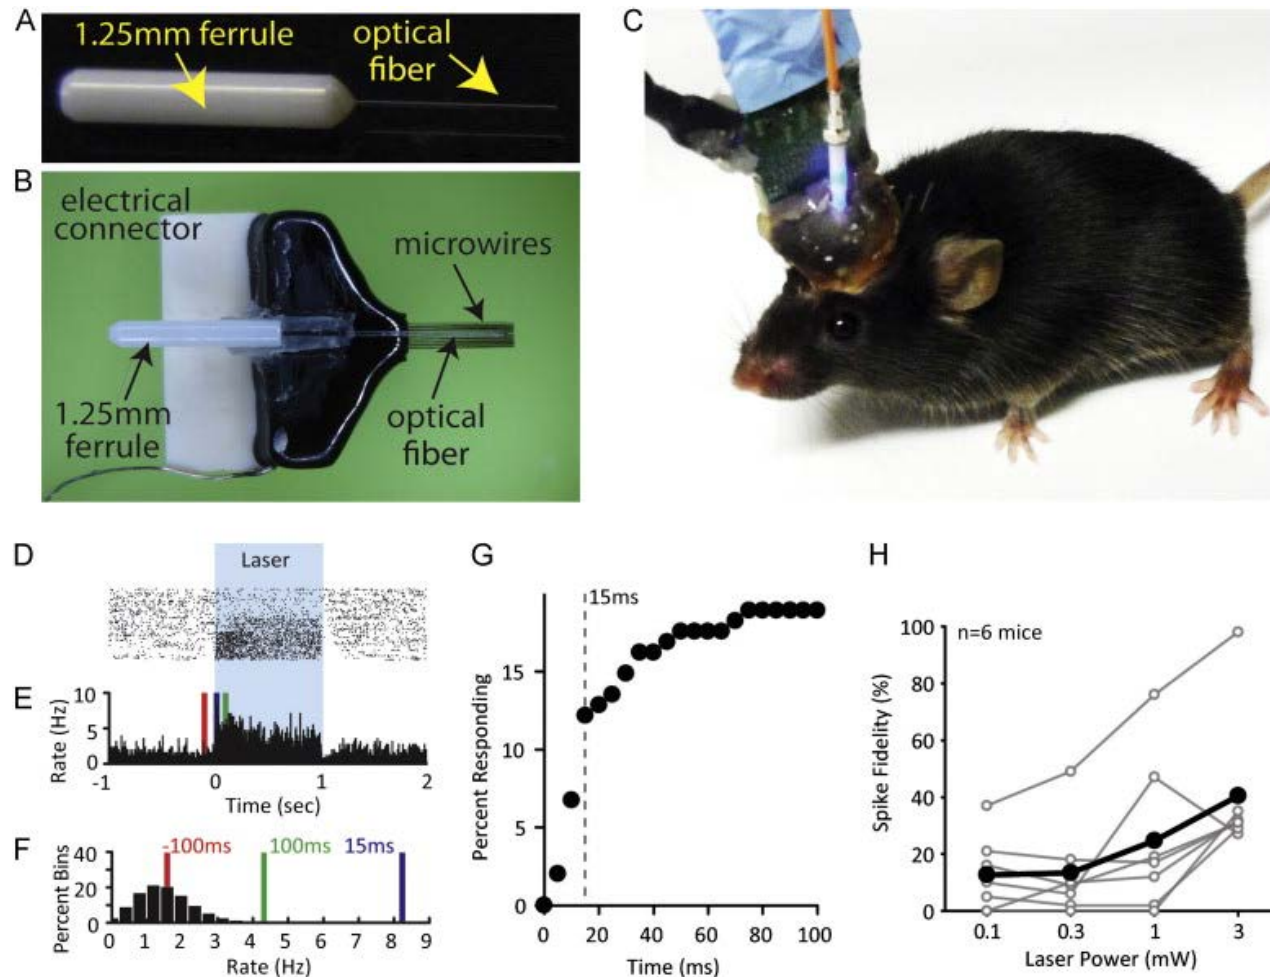 A
1.25mm ferrule
optical
fiber
B
electrical
connector
microwires
1.25mm
ferrule
optical
fiber
C
D
Laser
E
Rate (Hz)
10
5
0
-1
0
1
2
Time (sec)
F
Percent Bins
40
20
0
-100ms
100ms
15ms
0 1 2 3 4 5 6 7 8 9
Rate (Hz)
G
15ms
Percent Responding
15
10
5
0
0 20 40 60 80 100
Time (ms)
H
n=6 mice
Spike Fidelity (%)
100
80
60
40
20
0
0.1 0.3 1 3
Laser Power (mW)